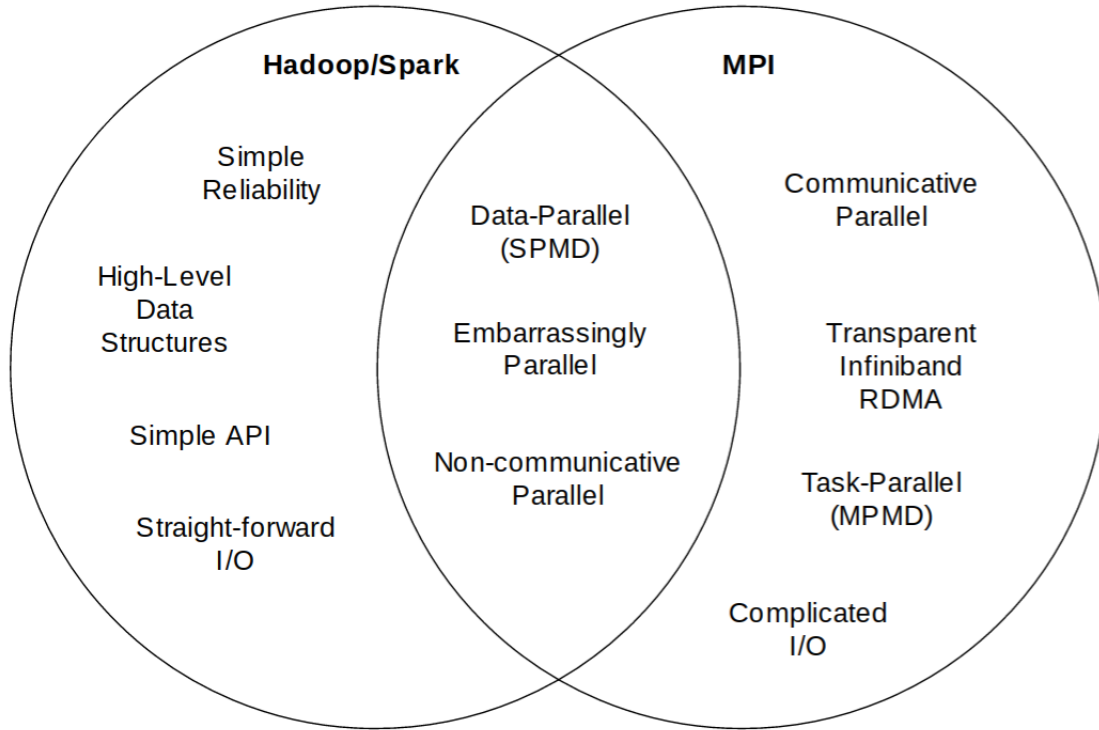 Hadoop/Spark
Simple
Reliability
High-Level
Data
Structures
Simple API
Straight-forward
I/O
Data-Parallel
(SPMD)
Embarrassingly
Parallel
Non-communicative
Parallel
MPI
Communicative
Parallel
Transparent
Infiniband
RDMA
Task-Parallel
(MPMD)
Complicated
I/O